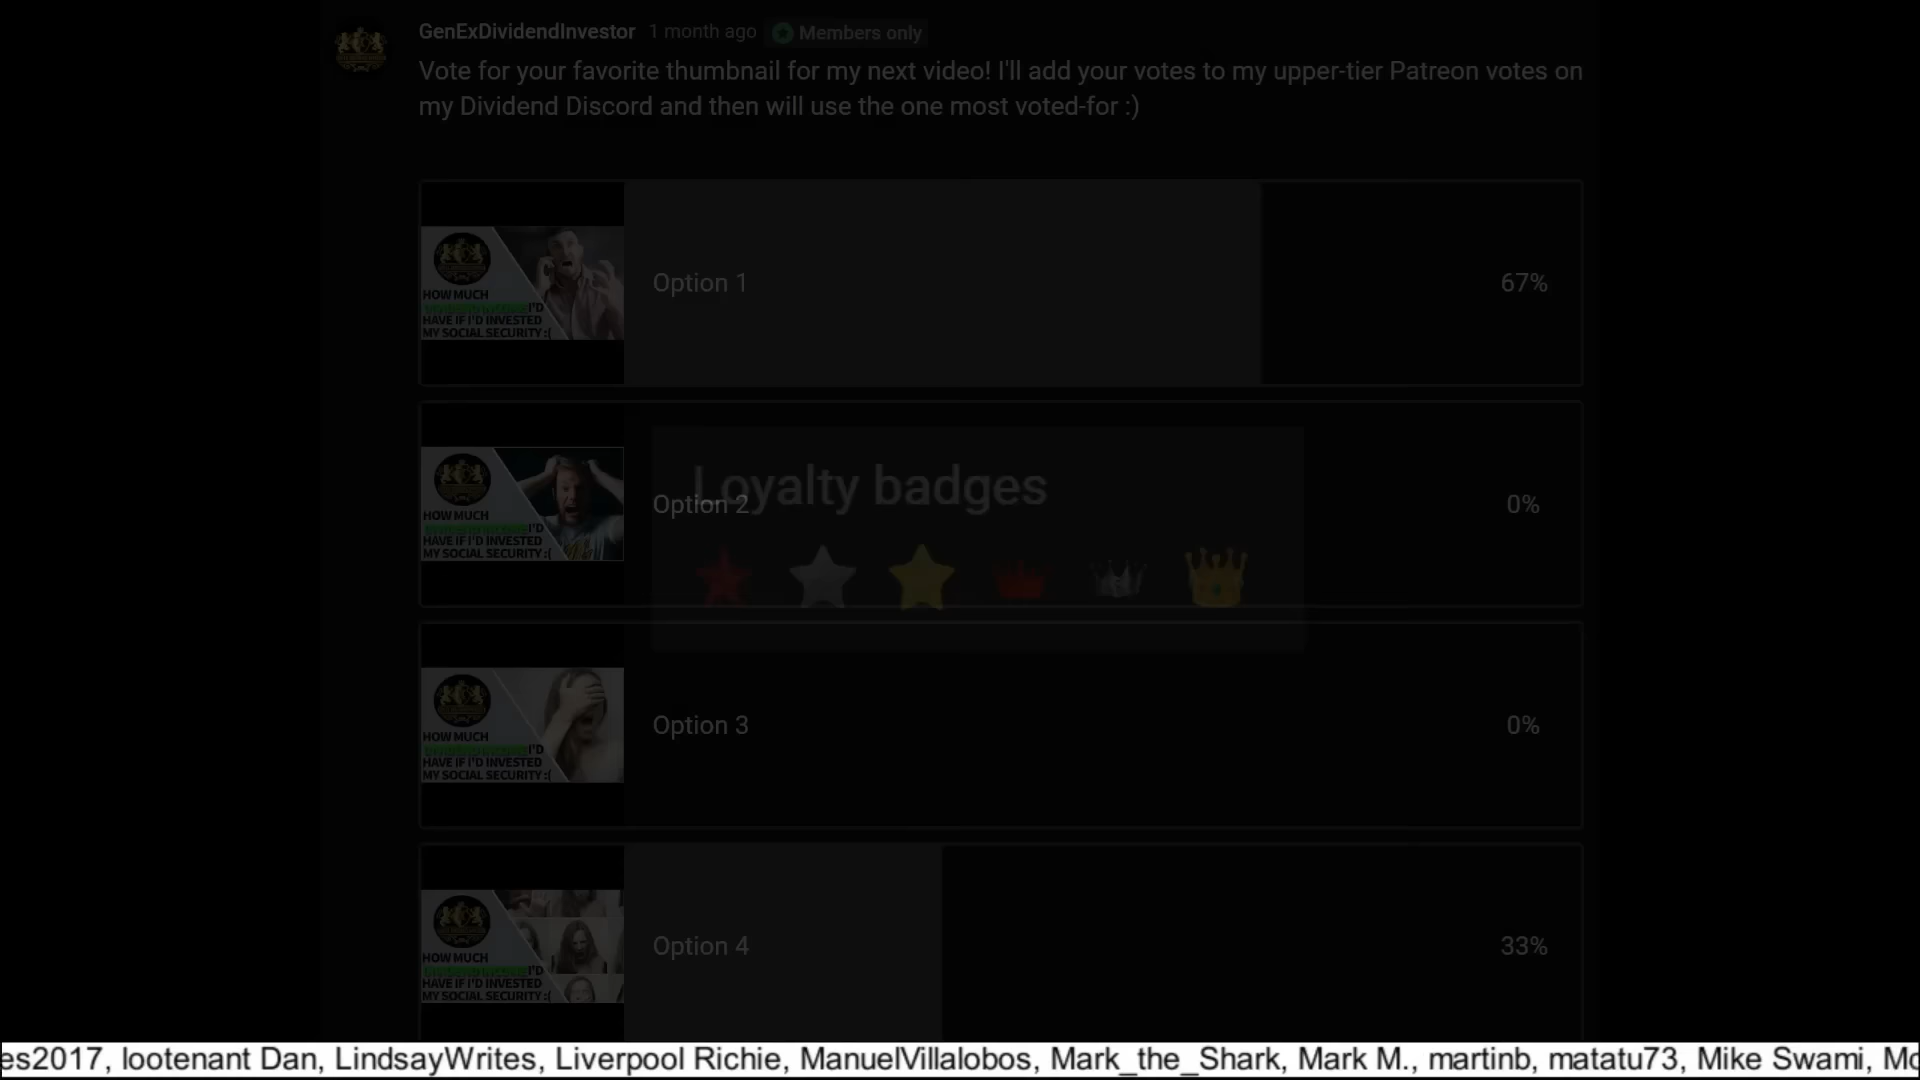 GenExDividendInvestor 1 month ago Members only
Vote for your favorite thumbnail for my next video! I'll add your votes to my upper-tier Patreon votes on
my Dividend Discord and then will use the one most voted-for :)
HOW MUCH
I'D
HAVE IF I'D INVESTED
MY SOCIAL SECURITY :(
Option 1
67%
HOW MUCH
I'D
HAVE IF I'D INVESTED
MY SOCIAL SECURITY :(
Option 2
0%
Loyalty badges
HOW MUCH
I'D
HAVE IF I'D INVESTED
MY SOCIAL SECURITY :(
Option 3
0%
HOW MUCH
I'D
HAVE IF I'D INVESTED
MY SOCIAL SECURITY :(
Option 4
33%
es2017, lootenant Dan, LindsayWrites, Liverpool Richie, ManuelVillalobos, Mark_the_Shark, Mark M., martinb, matatu73, Mike Swami, Mc